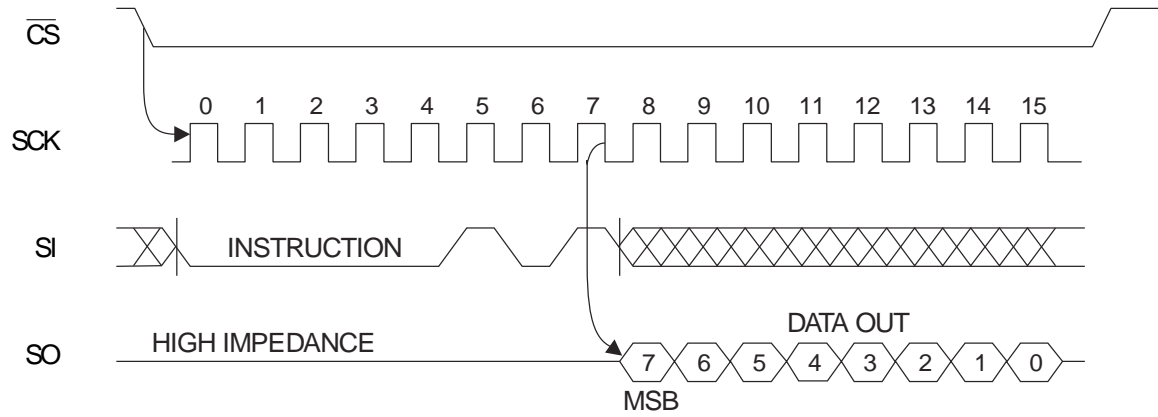 CS
0 1 2 3 4 5 6 7 8 9 10 11 12 13 14 15
SCK
SI INSTRUCTION
DATA OUT
HIGH IMPEDANCE
SO
7 6 5 4 3 2 1 0
MSB